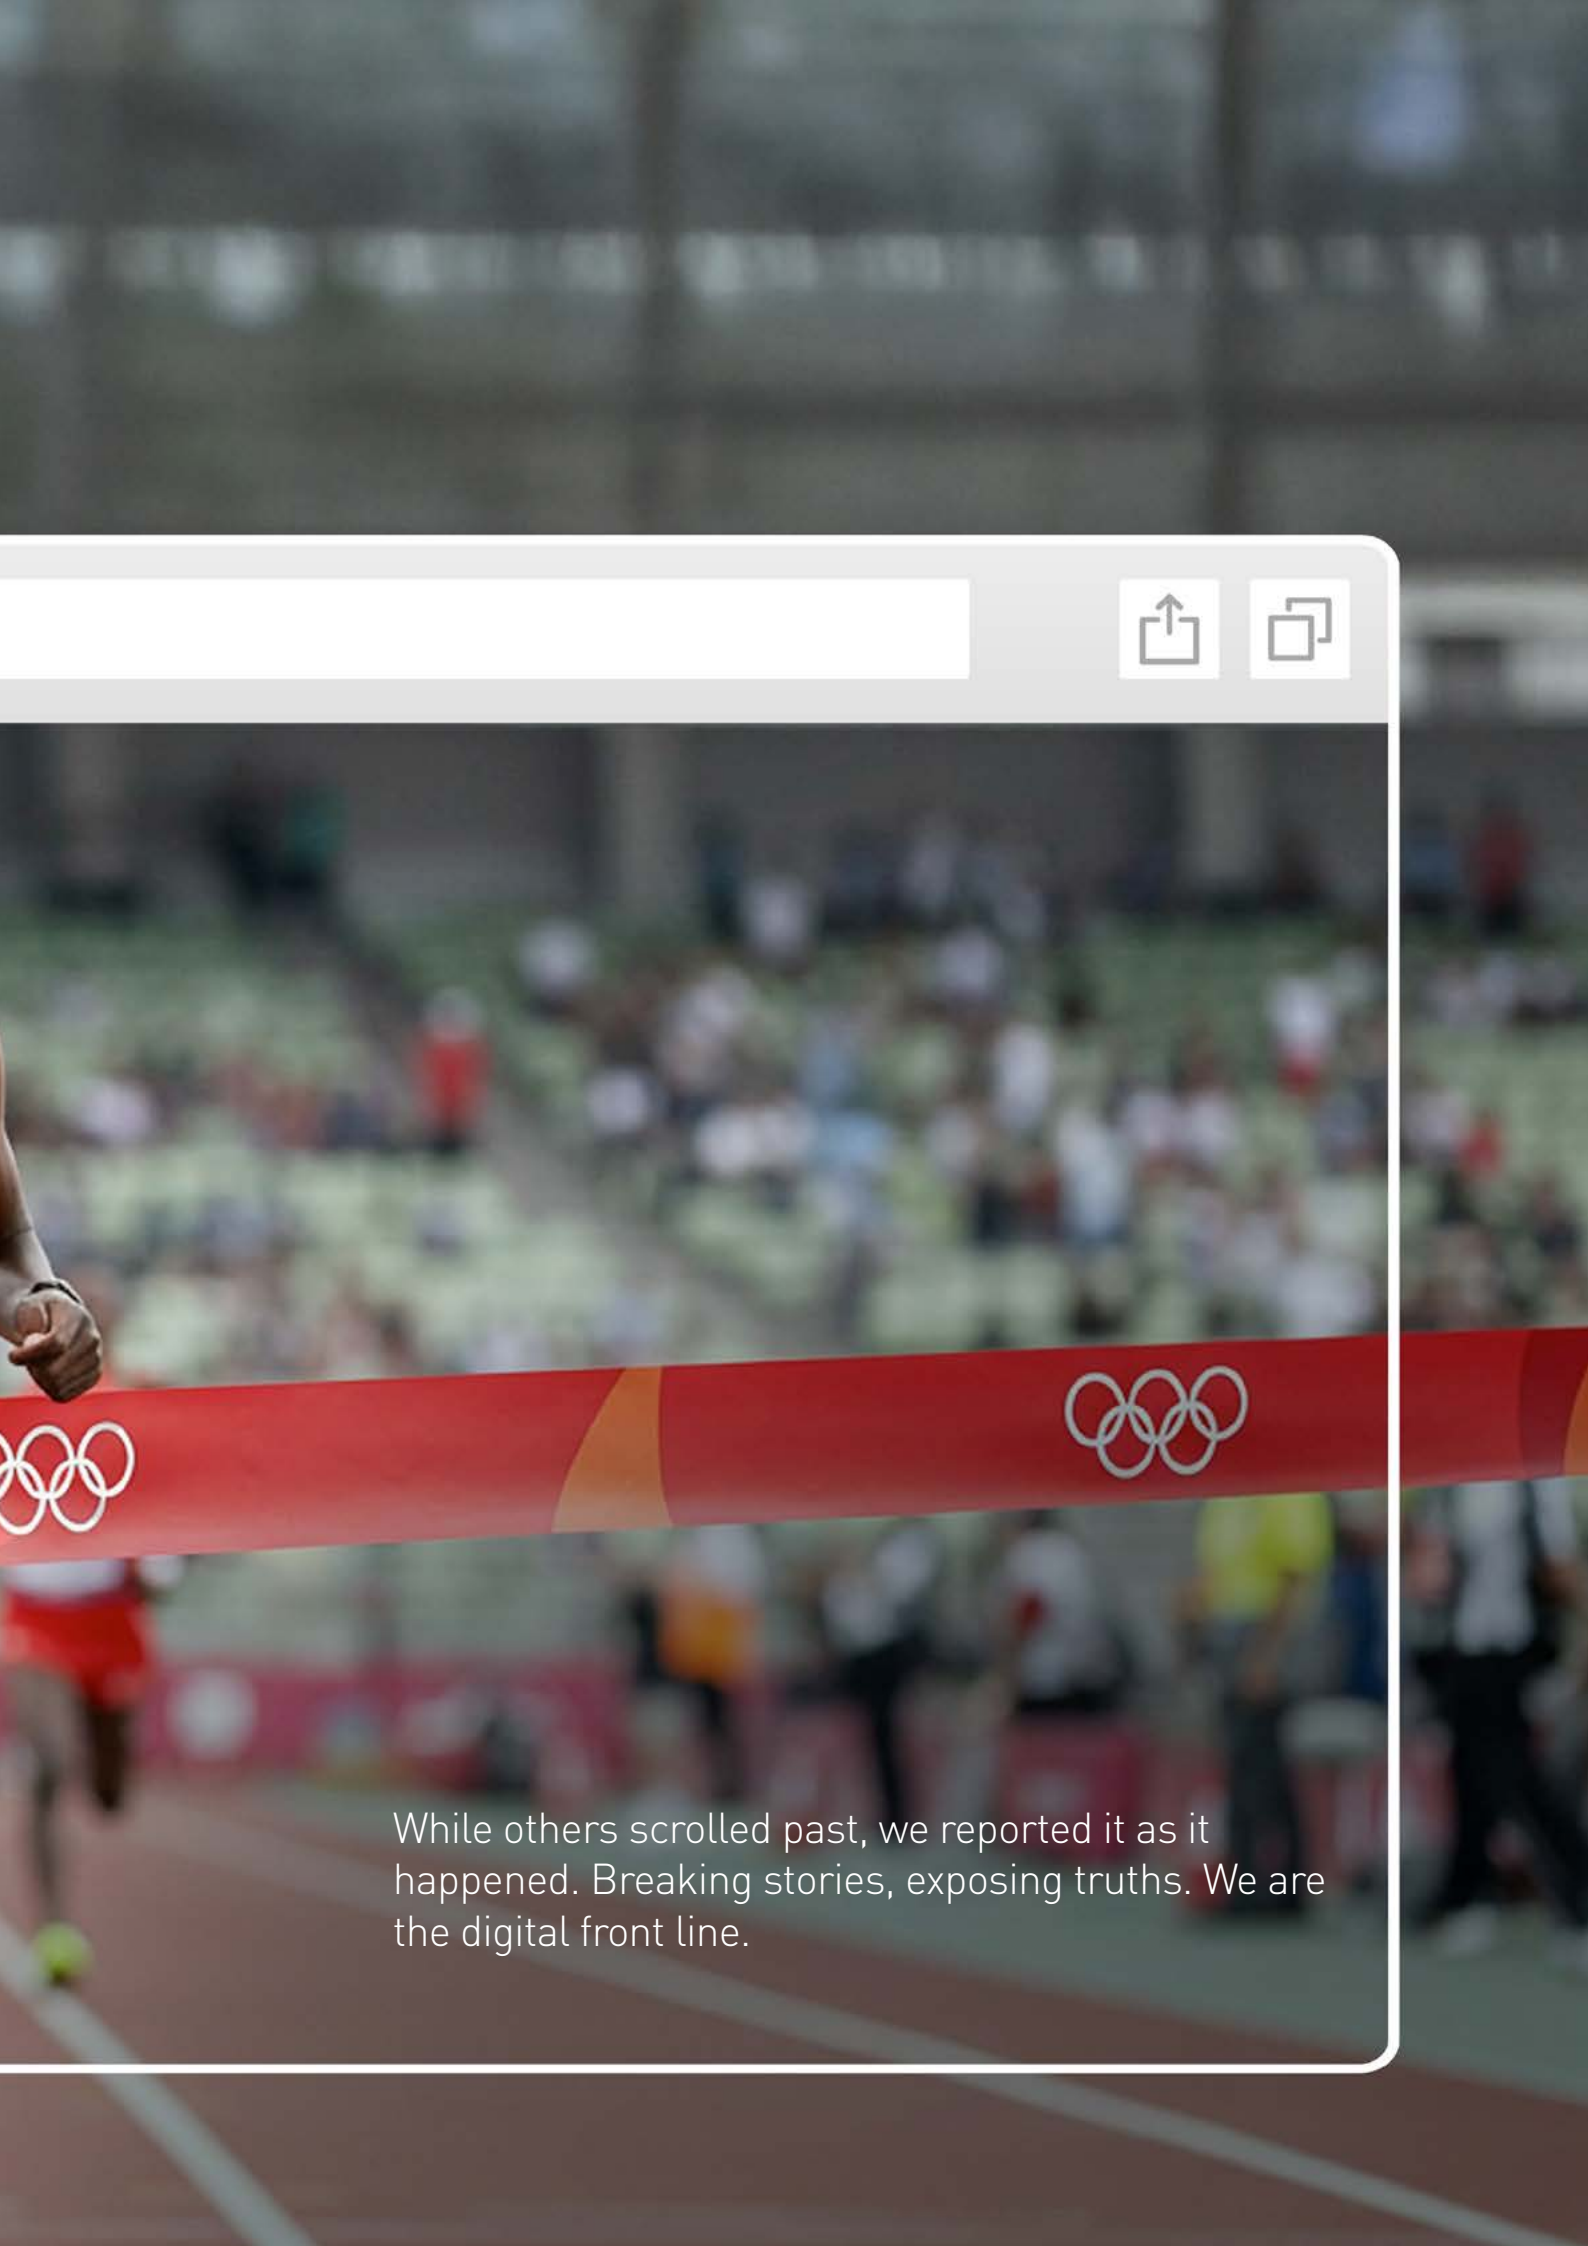 While others scrolled past, we reported it as it
happened. Breaking stories, exposing truths. We are
the digital front line.